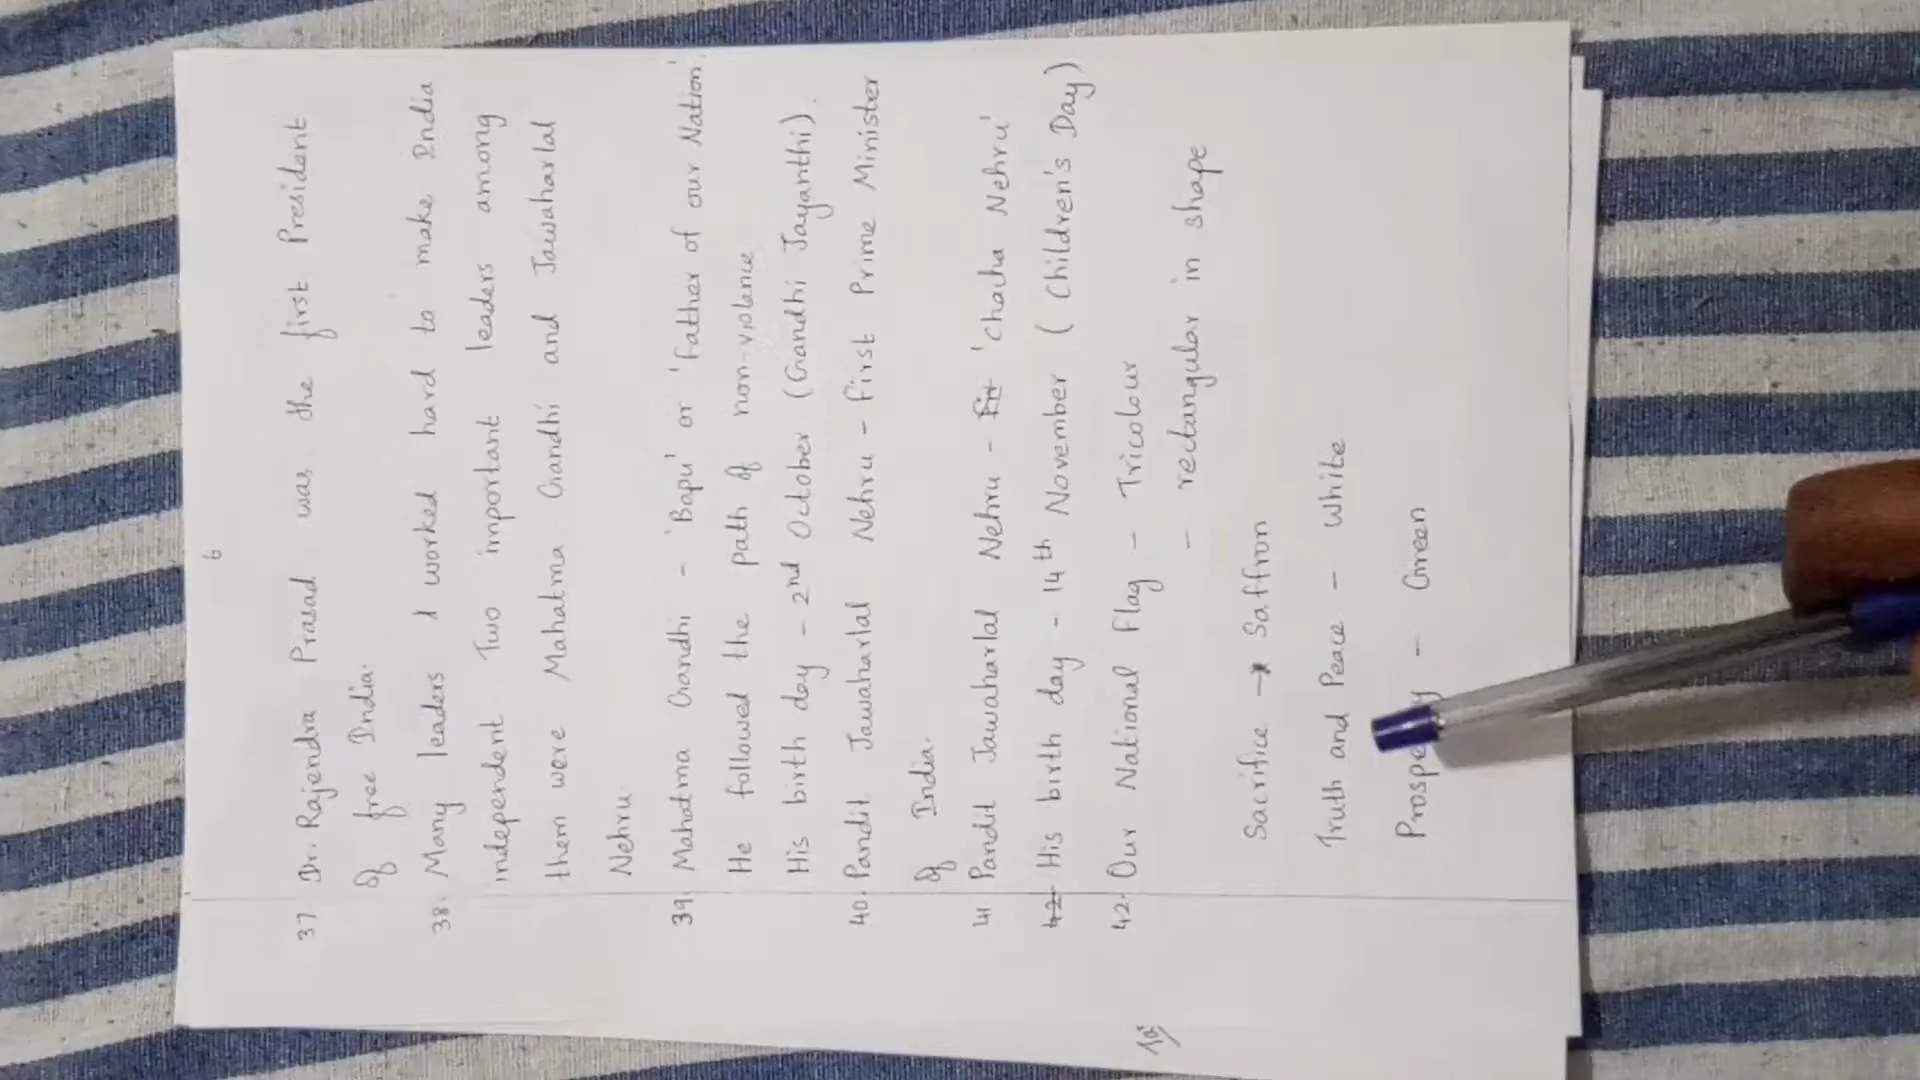 6
37. Dr. Rajendra Prasad was the first President
of free India.
38. Many leaders worked hard to make India
independent Two important leaders among
them were Mahatma Gandhi and Jawaharlal
Nehru.
39. Mahatma Gandhi - 'Bapu' or 'Father of our Nation'.
He followed the path of non-violence
His birth day - 2nd October (Gandhi Jayanthi).
40. Pandit Jawaharlal Nehru - First Prime Minister
of India.
41 Pandit Jawaharlal Nehru - 'Chacha Nehru'
42. His birth day - 14th November (Children's Day)
42. Our National Flag - Tricolour
- rectangular in shape
Sacrifice → Saffron
Truth and Peace - White
- Green